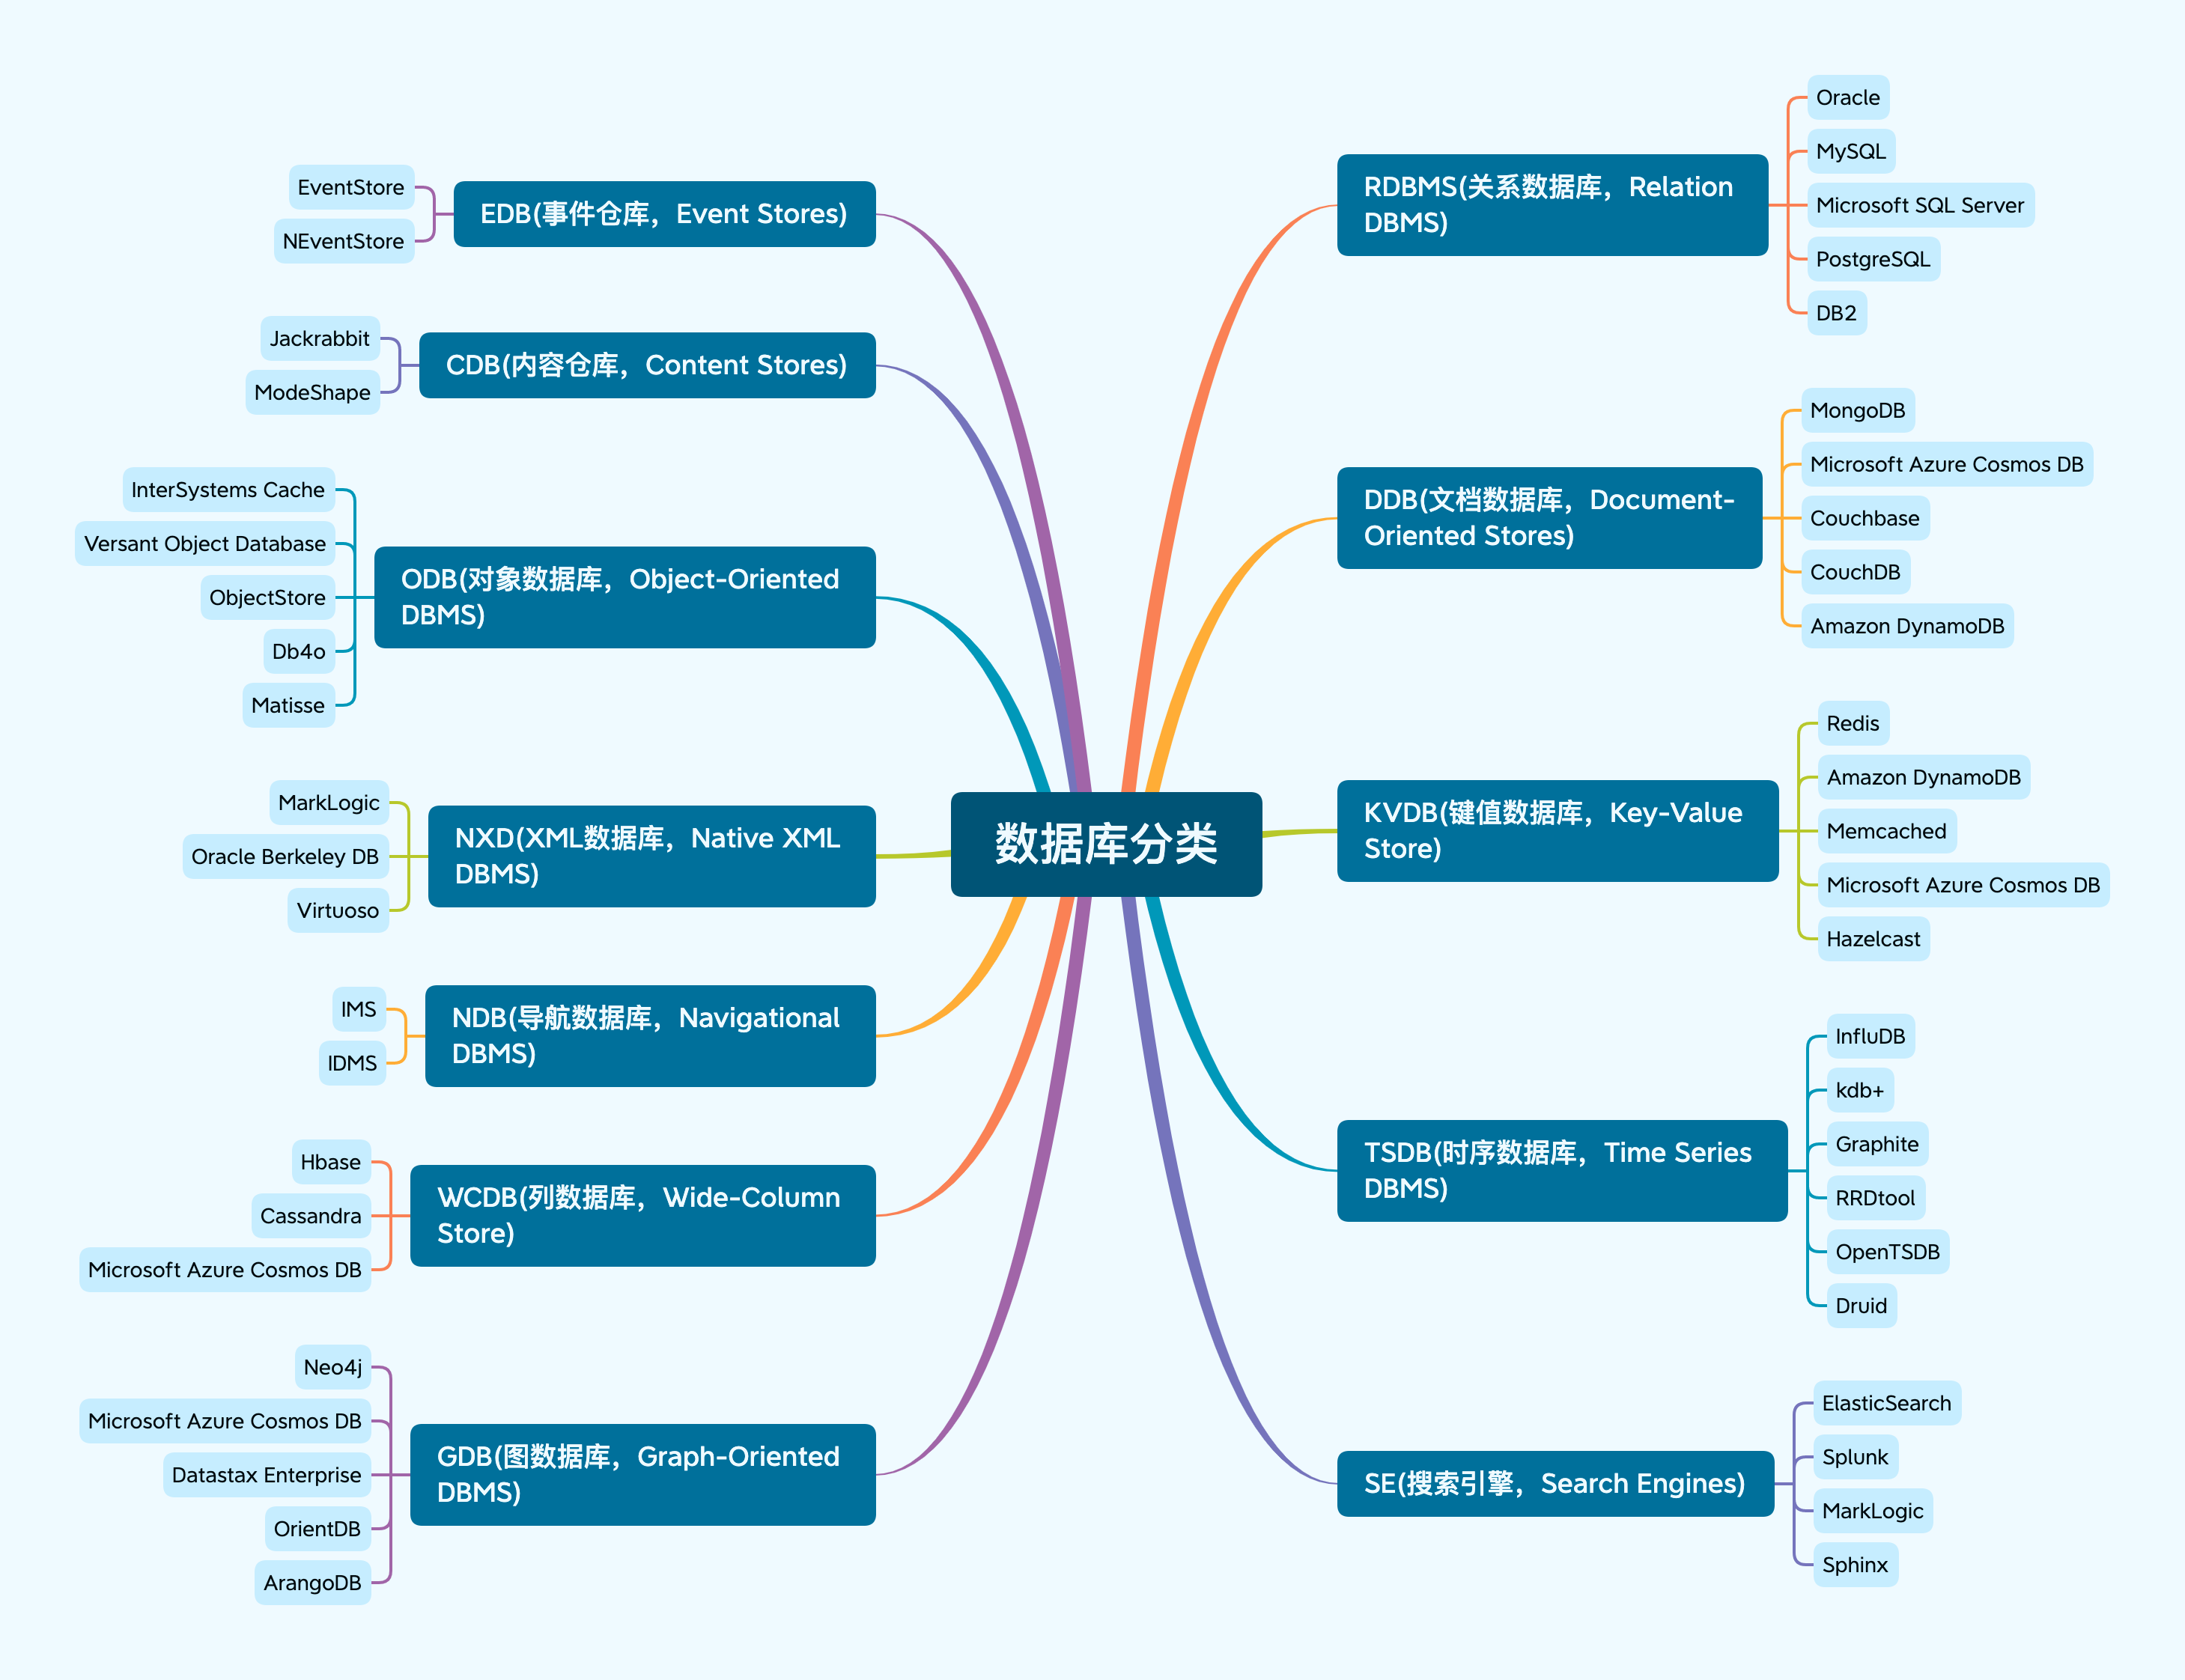 数据库分类
RDBMS(关系数据库，Relation
DBMS)
Oracle
MySQL
Microsoft SQL Server
PostgreSQL
DB2
DDB(文档数据库，Document-
Oriented Stores)
MongoDB
Microsoft Azure Cosmos DB
Couchbase
CouchDB
Amazon DynamoDB
KVDB(键值数据库，Key-Value
Store)
Redis
Amazon DynamoDB
Memcached
Microsoft Azure Cosmos DB
Hazelcast
TSDB(时序数据库，Time Series
DBMS)
InfluDB
kdb+
Graphite
RRDtool
OpenTSDB
Druid
SE(搜索引擎，Search Engines)
ElasticSearch
Splunk
MarkLogic
Sphinx
EDB(事件仓库，Event Stores)
EventStore
NEventStore
CDB(内容仓库，Content Stores)
Jackrabbit
ModeShape
ODB(对象数据库，Object-Oriented
DBMS)
InterSystems Cache
Versant Object Database
ObjectStore
Db4o
Matisse
NXD(XML数据库，Native XML
DBMS)
MarkLogic
Oracle Berkeley DB
Virtuoso
NDB(导航数据库，Navigational
DBMS)
IMS
IDMS
WCDB(列数据库，Wide-Column
Store)
Hbase
Cassandra
Microsoft Azure Cosmos DB
GDB(图数据库，Graph-Oriented
DBMS)
Neo4j
Microsoft Azure Cosmos DB
Datastax Enterprise
OrientDB
ArangoDB